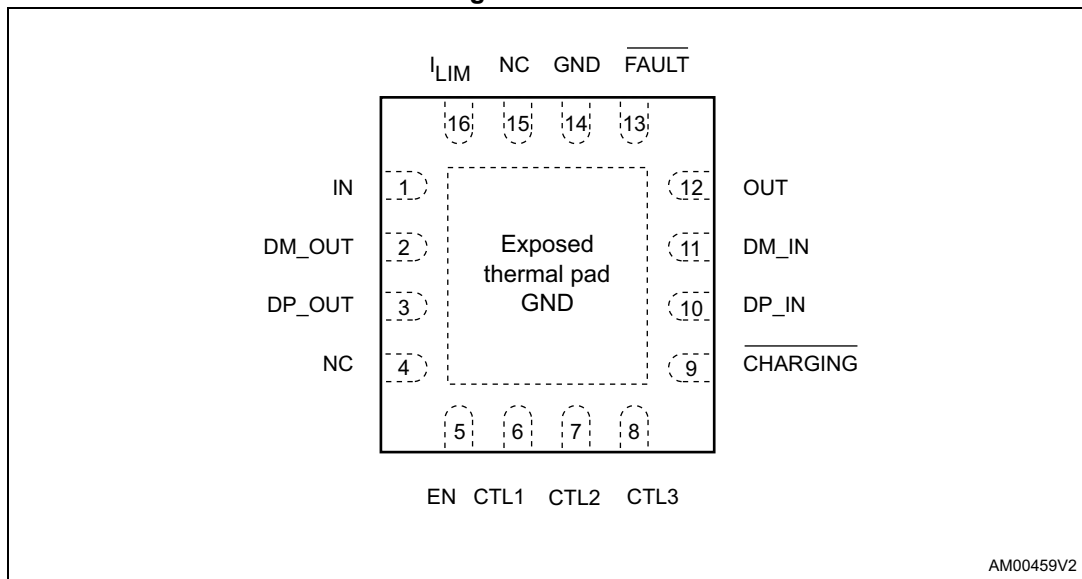 g
I LIM NC GND FAULT
16 15 14 13
IN 1 12 OUT
DM_OUT 2 Exposed 11 DM_IN
thermal pad
DP_OUT 3 GND 10 DP_IN
NC 4 9 CHARGING
5 6 7 8
EN CTL1 CTL2 CTL3
AM00459V2